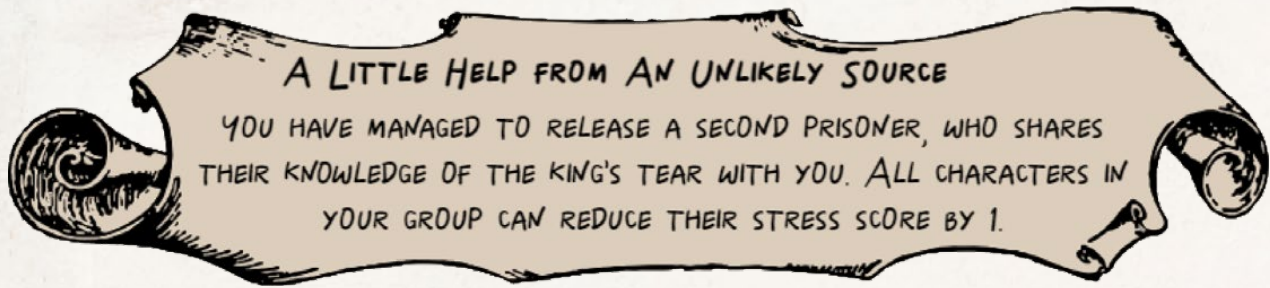 A LITTLE HELP FROM AN UNLIKELY SOURCE
YOU HAVE MANAGED TO RELEASE A SECOND PRISONER, WHO SHARES
THEIR KNOWLEDGE OF THE KING'S TEAR WITH YOU. ALL CHARACTERS IN
YOUR GROUP CAN REDUCE THEIR STRESS SCORE BY 1.